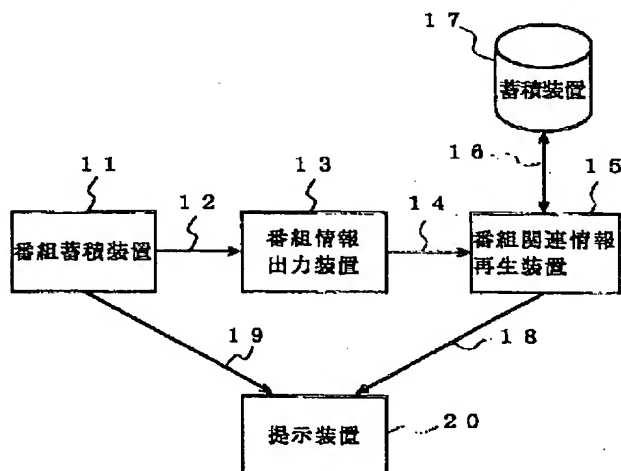 17
蓄積装置
16
15
11
12
13
14
番組蓄積装置
番組情報
出力装置
番組関連情報
再生装置
19
18
提示装置
20